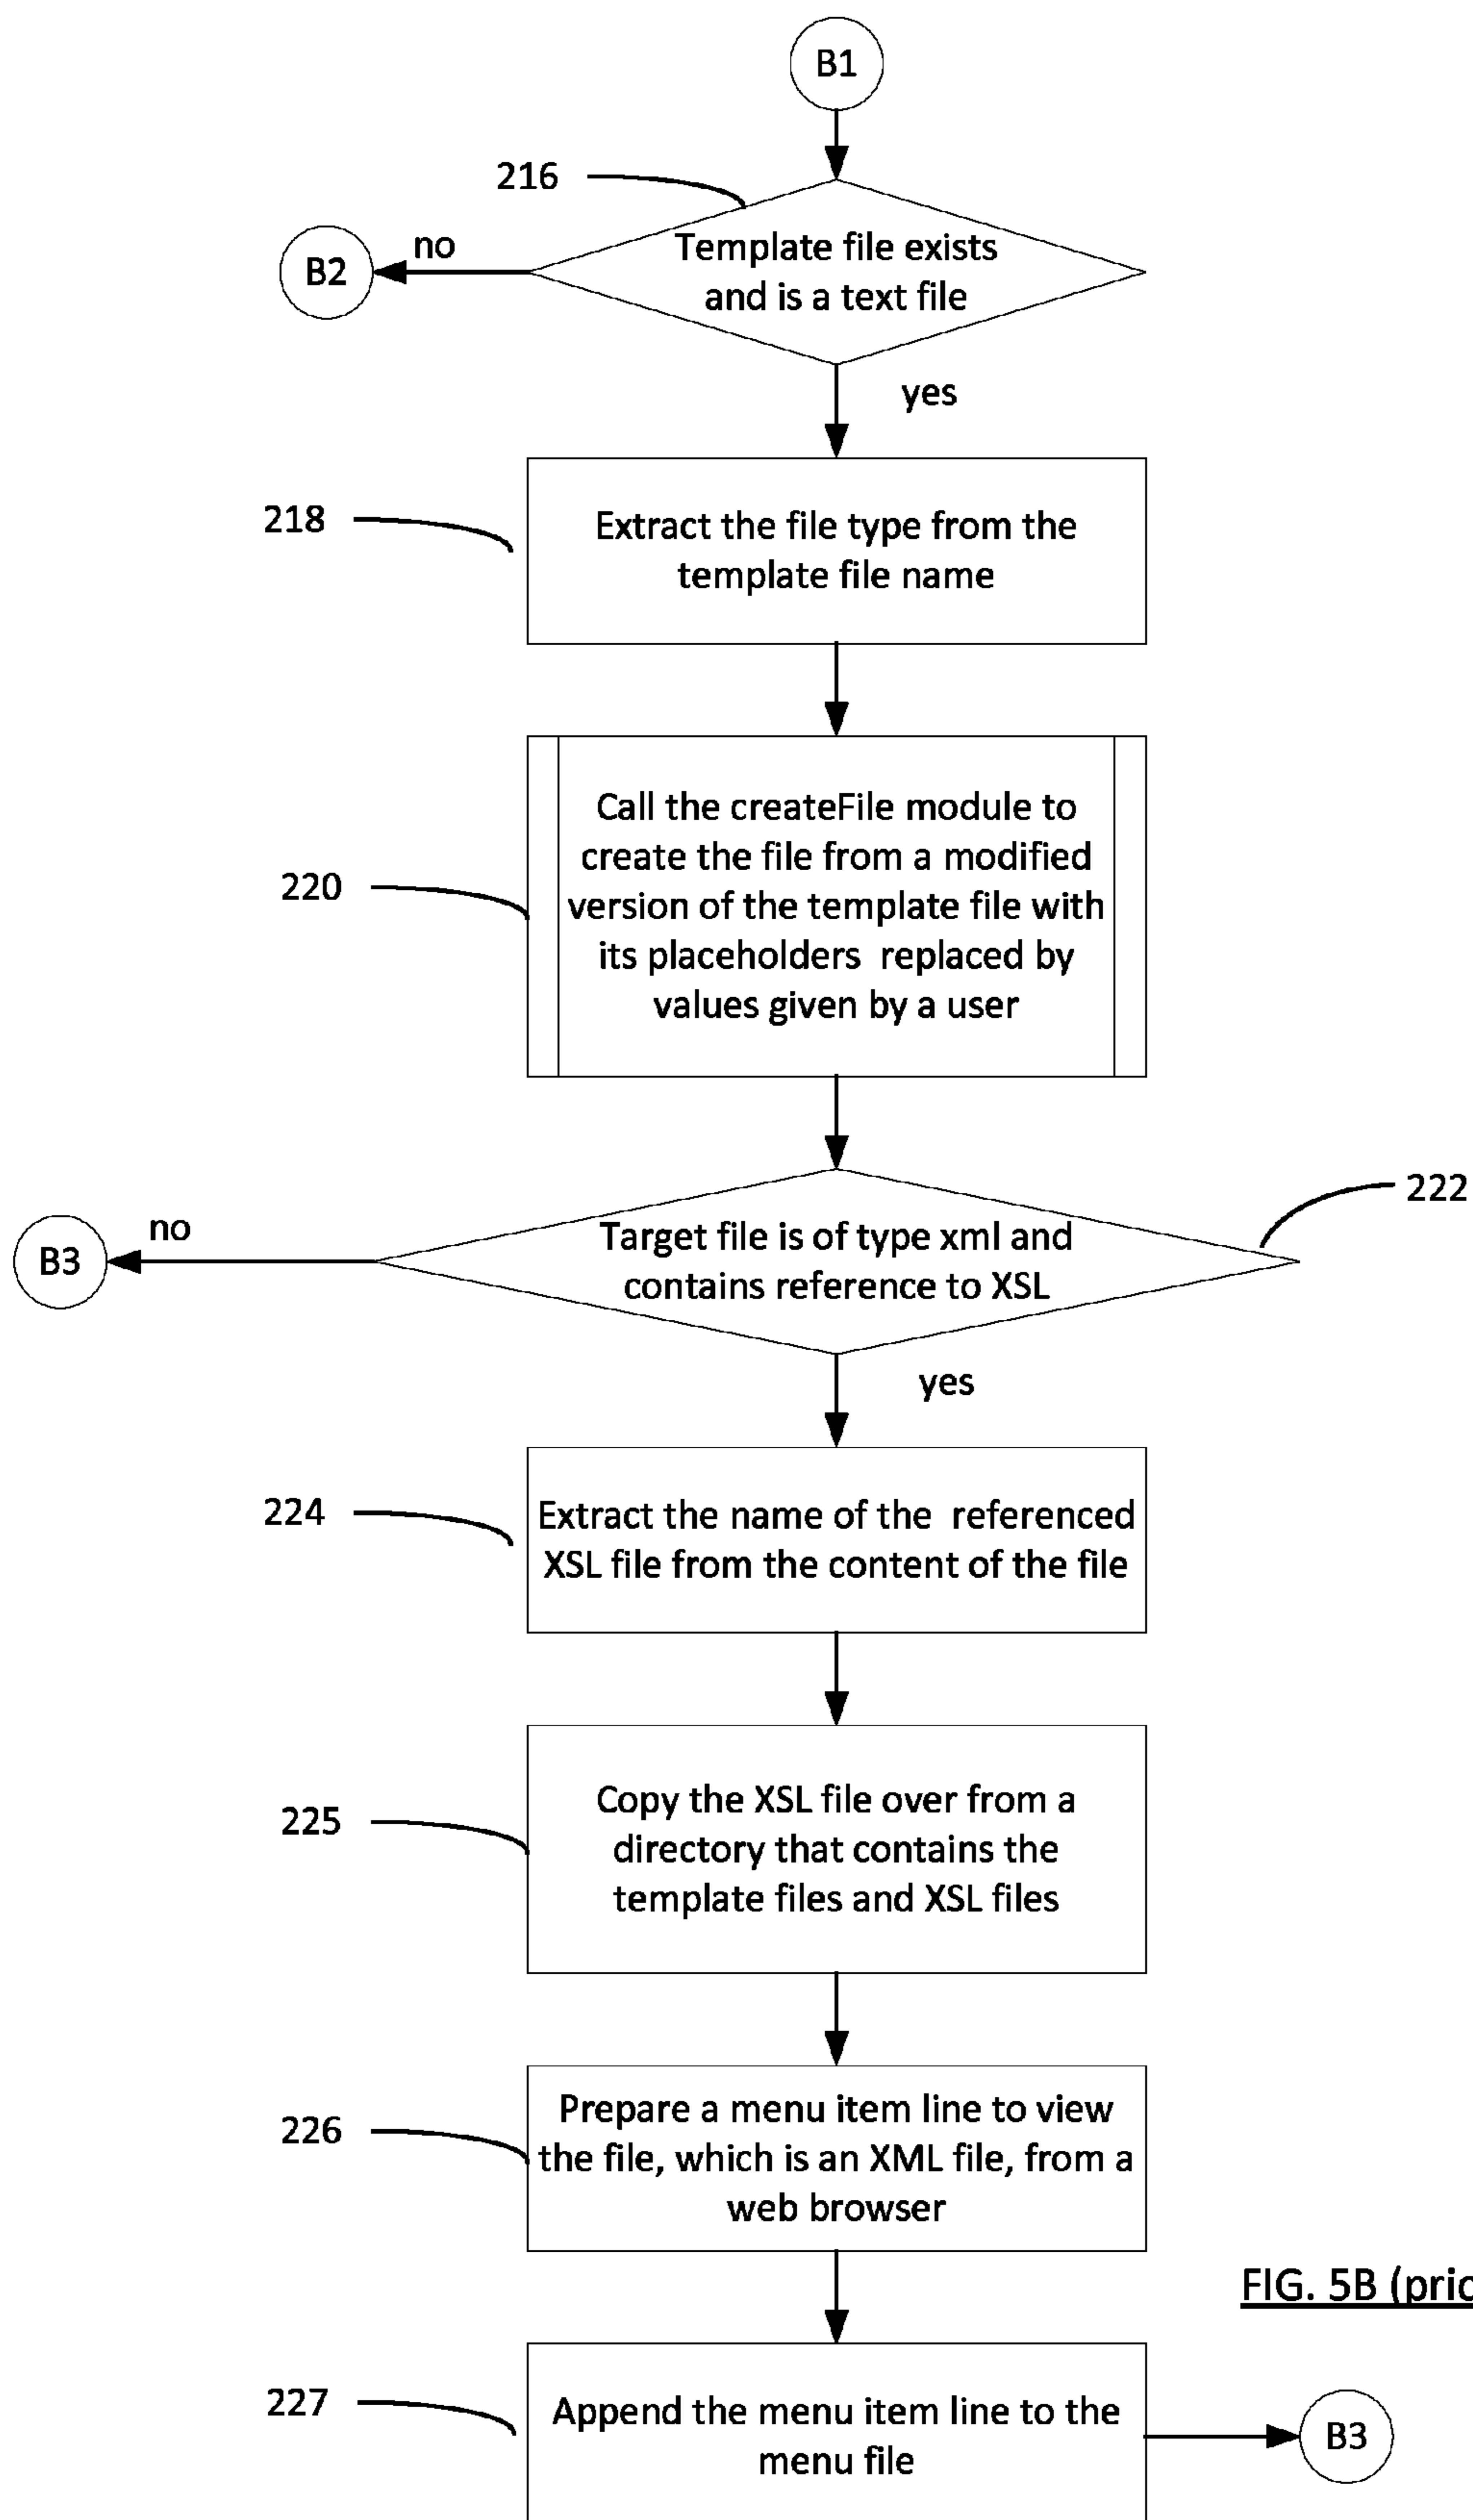 B1
216
Template file exists
and is a text file
no
B2
yes
218
Extract the file type from the
template file name
220
Call the createFile module to
create the file from a modified
version of the template file with
its placeholders replaced by
values given by a user
222
Target file is of type xml and
contains reference to XSL
no
B3
yes
224
Extract the name of the referenced
XSL file from the content of the file
225
Copy the XSL file over from a
directory that contains the
template files and XSL files
226
Prepare a menu item line to view
the file, which is an XML file, from a
web browser
FIG. 5B
227
Append the menu item line to the
menu file
B3